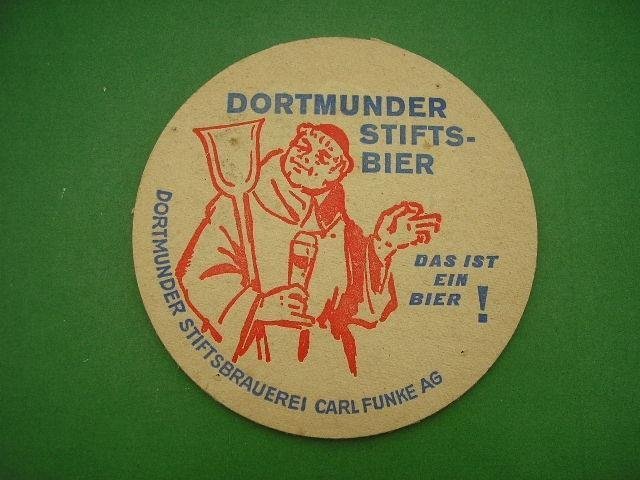 DORTMUNDER
STIFTS-
BIER
DAS IST
EIN
BIER !
DORTMUNDER STIFTSBRAUEREI CARL FUNKE AG